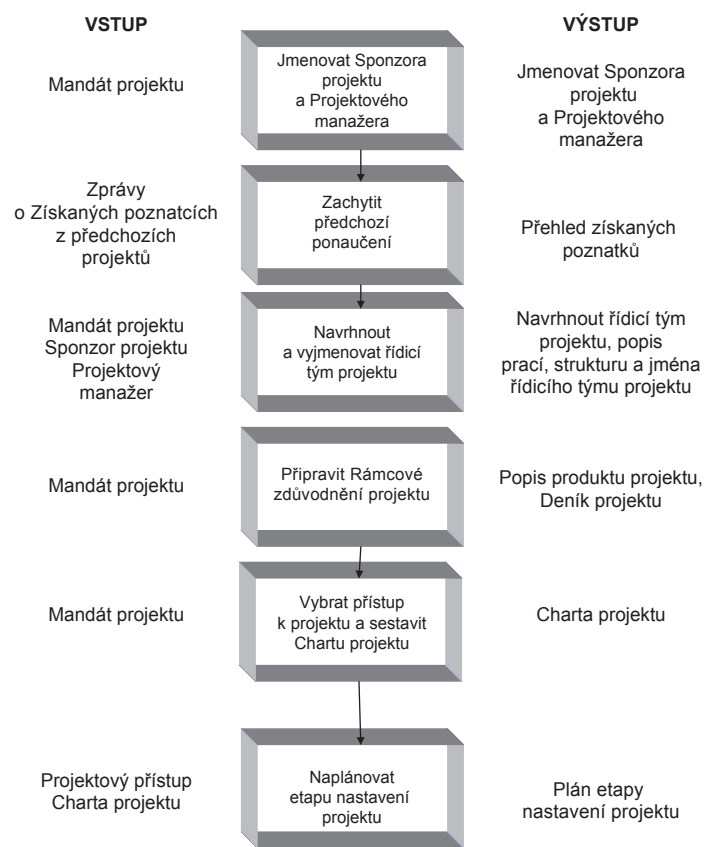 VSTUP
VÝSTUP
Mandát projektu
Jmenovat Sponzora
projektu
a Projektového
manažera
Jmenovat Sponzora
projektu
a Projektového
manažera
Zprávy
o Získaných poznatcích
z předchozích
projektů
Zachytit
předchozí
ponaučení
Přehled získaných
poznatků
Mandát projektu
Sponzor projektu
Projektový
manažer
Navrhnout
a vyjmenovat řídicí
tým projektu
Navrhnout řídicí tým
projektu, popis
prací, strukturu a jména
řídicího týmu projektu
Mandát projektu
Připravit Rámcové
zdůvodnění projektu
Popis produktu projektu,
Deník projektu
Mandát projektu
Vybrat přístup
k projektu a sestavit
Chartu projektu
Charta projektu
Projektový přístup
Charta projektu
Naplánovat
etapu nastavení
projektu
Plán etapy
nastavení projektu